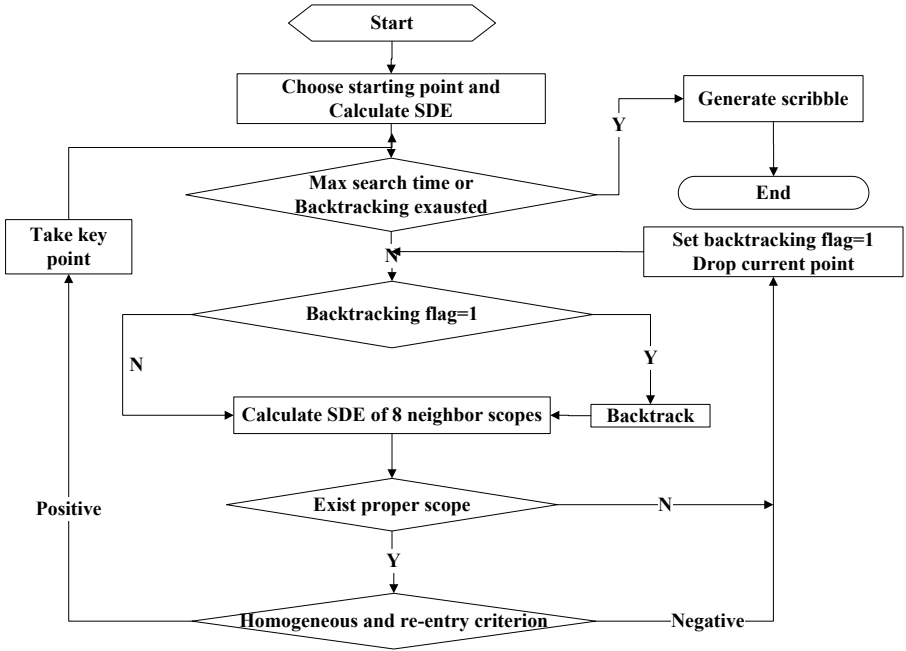 Start
Choose starting point and
Calculate SDE
Generate scribble
Y
Max search time or
Backtracking exausted
End
Take key
point
Set backtracking flag=1
Drop current point
N
Backtracking flag=1
N
Y
Calculate SDE of 8 neighbor scopes
Backtrack
Exist proper scope
N
Positive
Y
Homogeneous and re-entry criterion
Negative